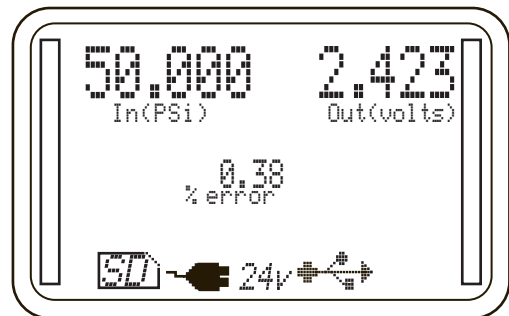 50.000 2.423
In(PSi) Out(volts)
0.38
% error
SD 24v